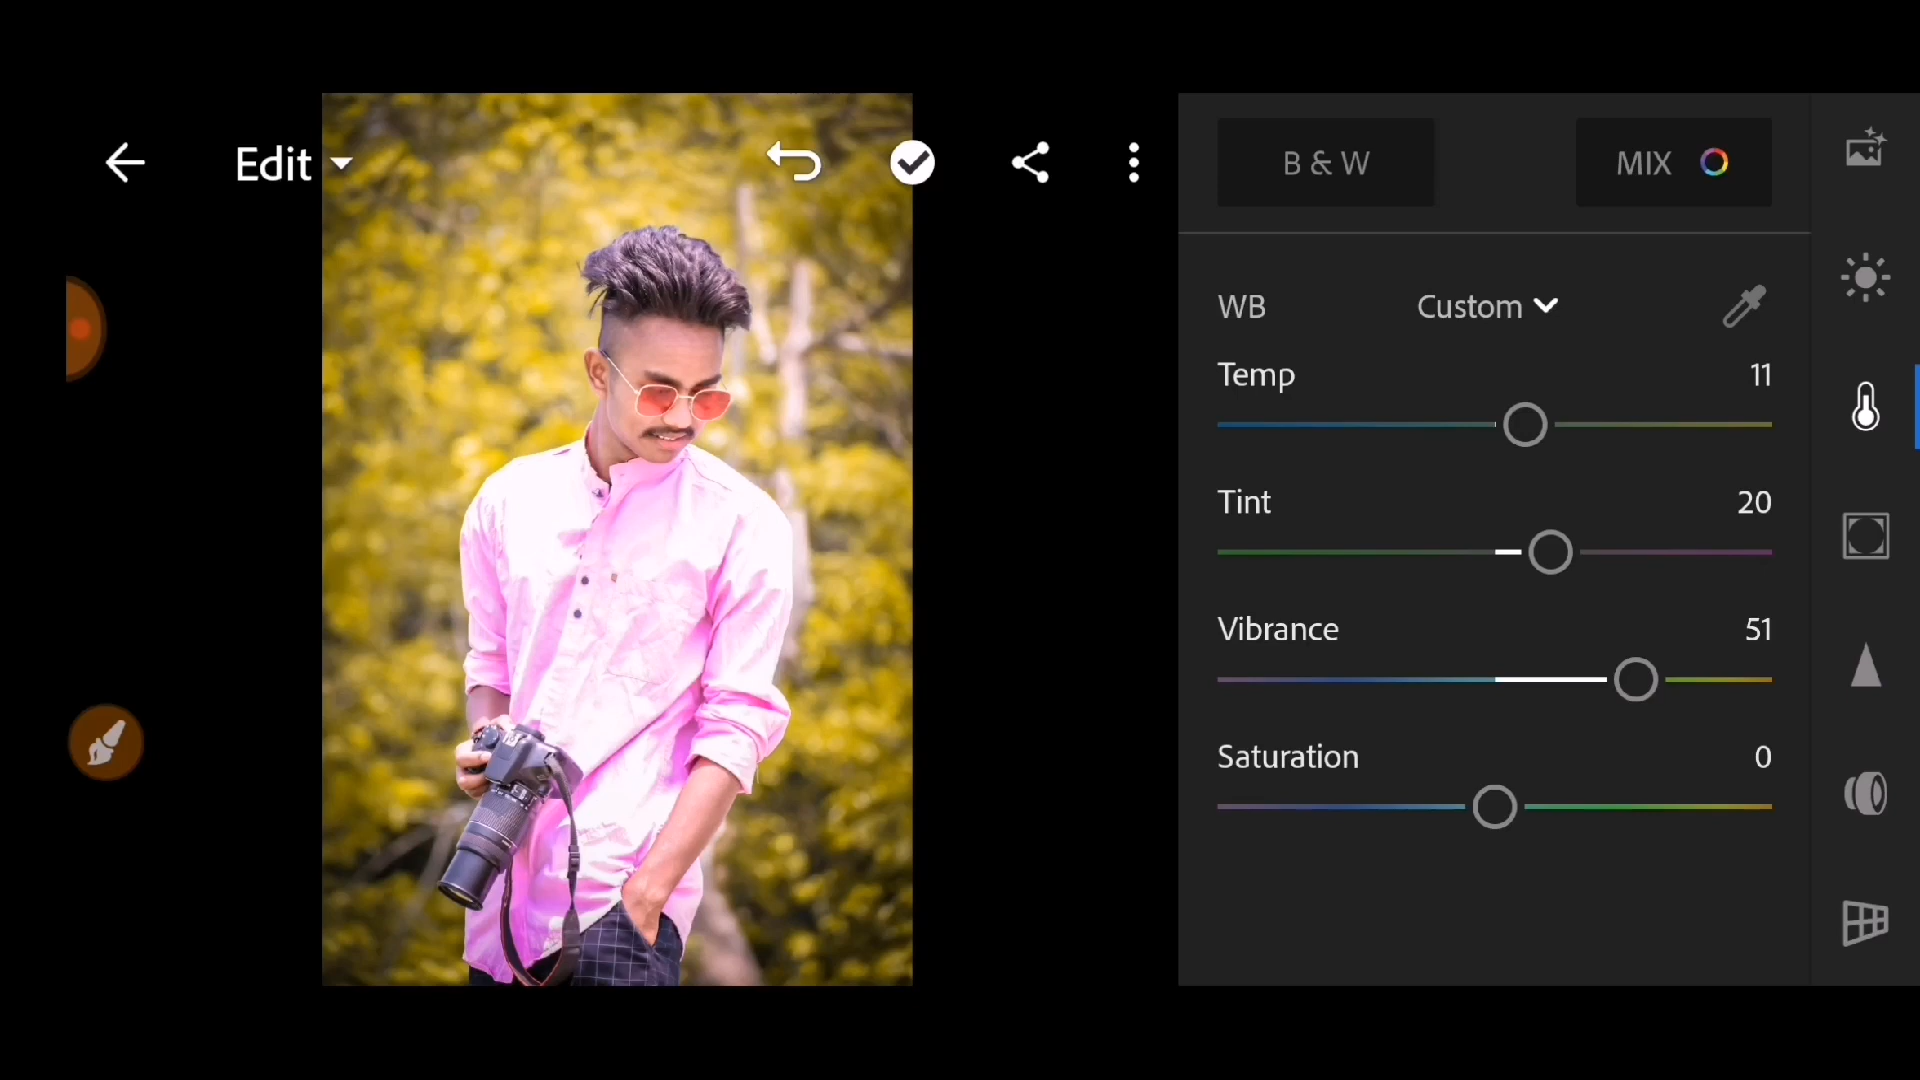 Edit
B & W
MIX
WB
Custom
Temp
11
Tint
20
Vibrance
51
Saturation
0